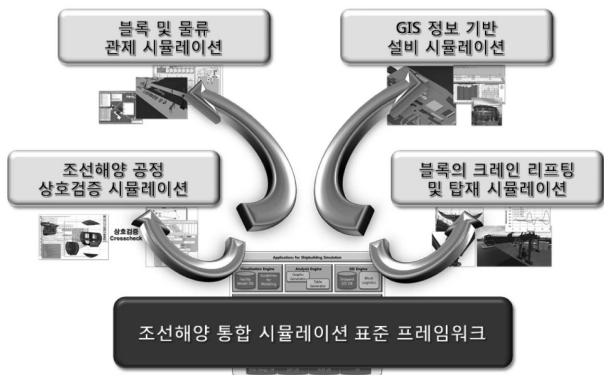 블록 및 물류
관제 시뮬레이션
GIS 정보 기반
설비 시뮬레이션
조선해양 공정
상호검증 시뮬레이션
블록의 크레인 리프팅
및 탑재 시뮬레이션
상호검증
Crosscheck
Applications for Shipbuilding Simulation
Visualization Engine
Analysis Engine
GIS Engine
조선해양 통합 시뮬레이션 표준 프레임워크